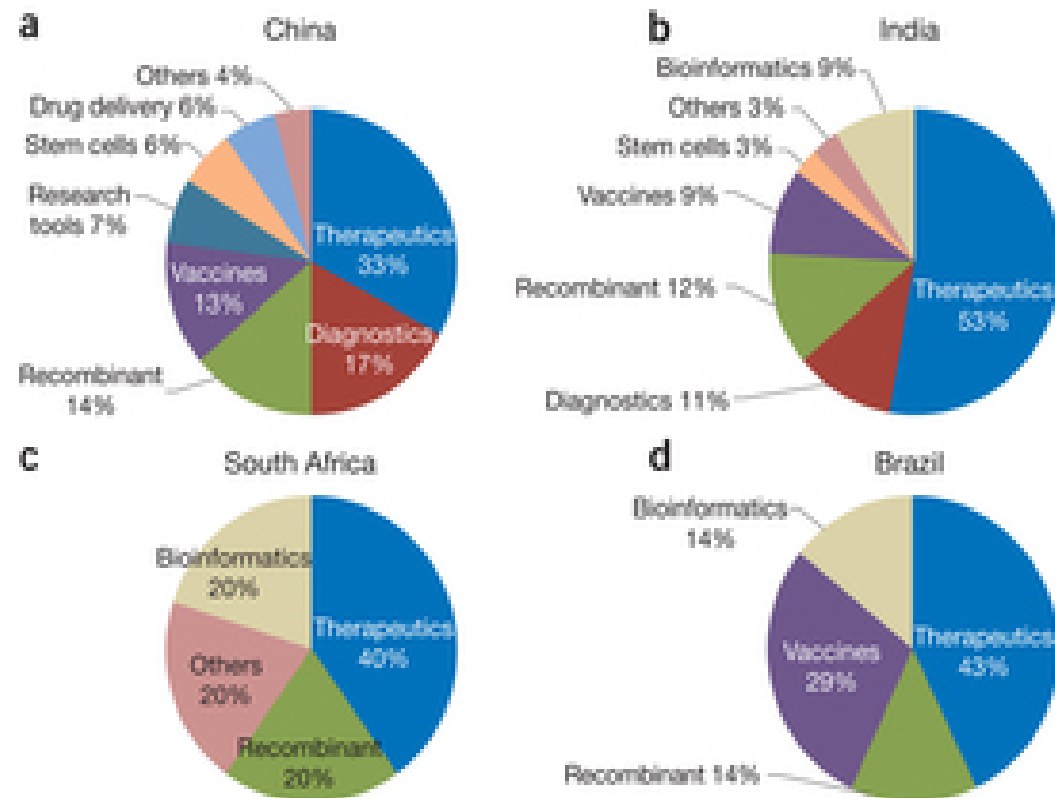 a
China
Others 4%
Drug delivery 6%
Stem cells 6%
Research
tools 7%
Vaccines
13%
Recombinant
14%
Therapeutics
33%
Diagnostics
17%
b
India
Bioinformatics 9%
Others 3%
Stem cells 3%
Vaccines 9%
Recombinant 12%
Diagnostics 11%
Therapeutics
53%
c
South Africa
Bioinformatics
20%
Others
20%
Recombinant
20%
Therapeutics
40%
d
Brazil
Bioinformatics
14%
Vaccines
29%
Recombinant 14%
Therapeutics
43%